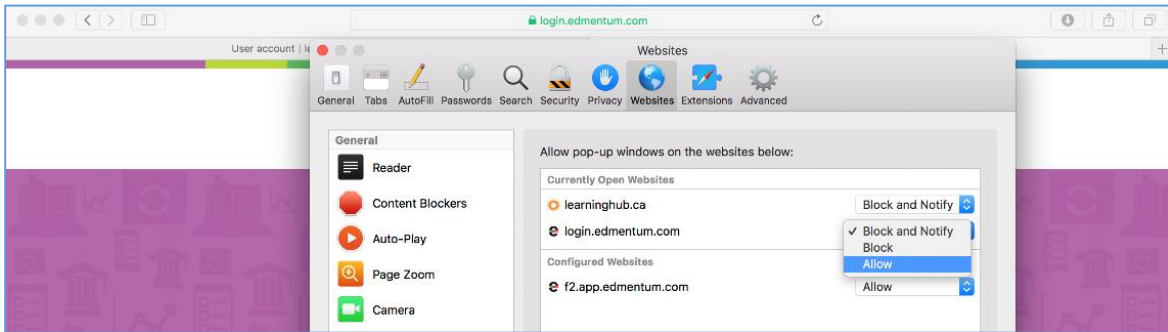 login.edmentum.com
User account | le
Websites
General Tabs AutoFill Passwords Search Security Privacy Websites Extensions Advanced
General
Reader
Content Blockers
Auto-Play
Page Zoom
Camera
Allow pop-up windows on the websites below:
Currently Open Websites
learninghub.ca Block and Notify
login.edmentum.com
✓ Block and Notify
Block
Allow
Configured Websites
f2.app.edmentum.com Allow